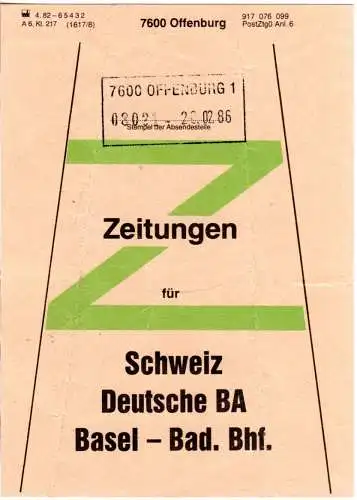 4.82-65432
A 6, Kl. 217 (1617/8)
7600 Offenburg
917 076 099
PostZtgO Anl. 6
7600 OFFENBURG 1
26.02.86
Stempel der Absendestelle
Z
Zeitungen
für
Schweiz
Deutsche BA
Basel – Bad. Bhf.